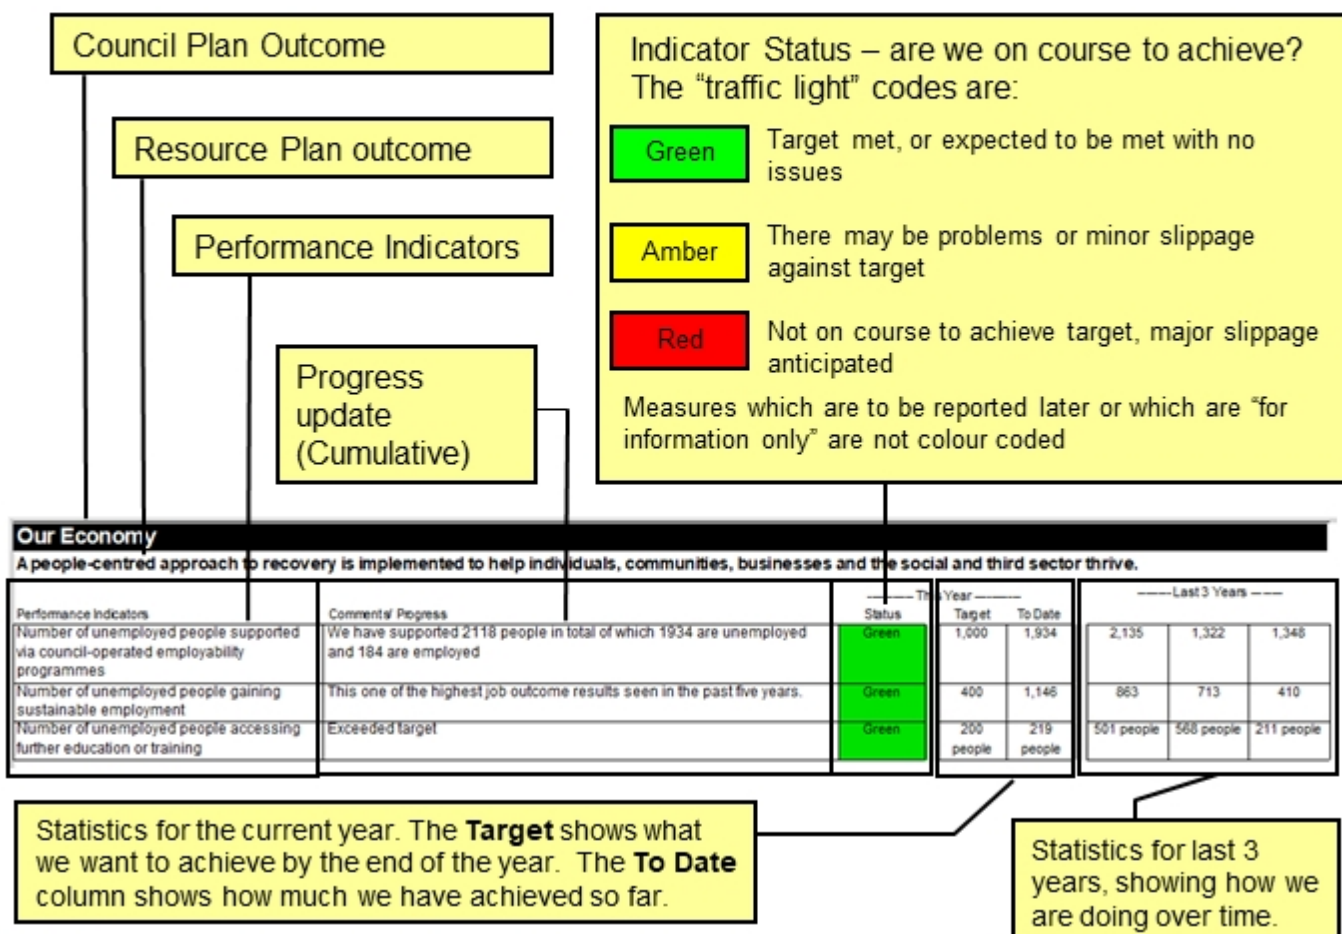 Council Plan Outcome
Resource Plan outcome
Performance Indicators
Progress
update
(Cumulative)
Indicator Status – are we on course to achieve?
The “traffic light” codes are:
Green
Target met, or expected to be met with no
issues
Amber
There may be problems or minor slippage
against target
Red
Not on course to achieve target, major slippage
anticipated
Measures which are to be reported later or which are “for
information only” are not colour coded
Our Economy
A people-centred approach to recovery is implemented to help individuals, communities, businesses and the social and third sector thrive.
Performance Indicators
Comments/ Progress
---------- This Year ----------
Status Target To Date
-------Last 3 Years ------
Number of unemployed people supported
via council-operated employability
programmes
We have supported 2118 people in total of which 1934 are unemployed
and 184 are employed
Green 1,000 1,934 2,135 1,322 1,348
Number of unemployed people gaining
sustainable employment
This one of the highest job outcome results seen in the past five years.
Green 400 1,146 863 713 410
Number of unemployed people accessing
further education or training
Exceeded target
Green 200 people 219 people 501 people 568 people 211 people
Statistics for the current year. The Target shows what
we want to achieve by the end of the year. The To Date
column shows how much we have achieved so far.
Statistics for last 3
years, showing how we
are doing over time.